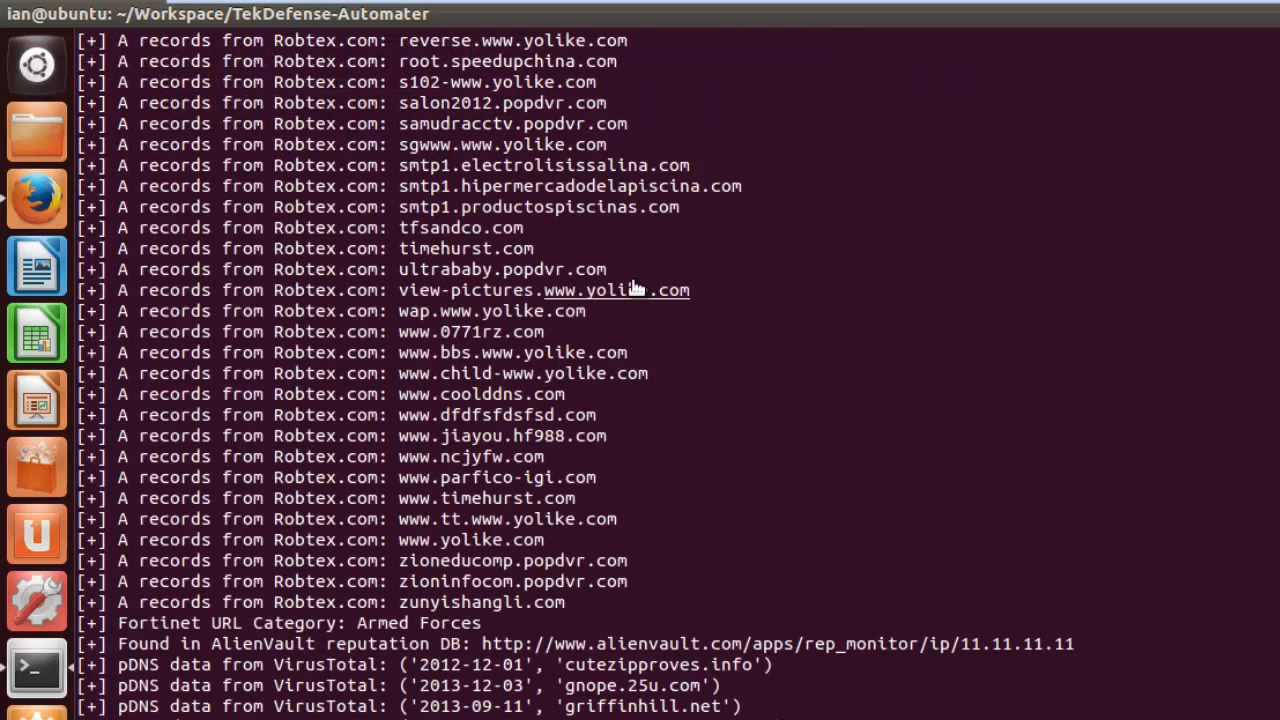 ian@ubuntu: ~/Workspace/TekDefense-Automater
[+] A records from Robtex.com: reverse.www.yolike.com
[+] A records from Robtex.com: root.speedupchina.com
[+] A records from Robtex.com: s102-www.yolike.com
[+] A records from Robtex.com: salon2012.popdvr.com
[+] A records from Robtex.com: samudracctv.popdvr.com
[+] A records from Robtex.com: sgwww.www.yolike.com
[+] A records from Robtex.com: smtp1.electrolisissalina.com
[+] A records from Robtex.com: smtp1.hipermercadodelapiscina.com
[+] A records from Robtex.com: smtp1.productospiscinas.com
[+] A records from Robtex.com: tfsandco.com
[+] A records from Robtex.com: timehurst.com
[+] A records from Robtex.com: ultrababy.popdvr.com
[+] A records from Robtex.com: view-pictures.www.yolike.com
[+] A records from Robtex.com: wap.www.yolike.com
[+] A records from Robtex.com: www.0771rz.com
[+] A records from Robtex.com: www.bbs.www.yolike.com
[+] A records from Robtex.com: www.child-www.yolike.com
[+] A records from Robtex.com: www.coolddns.com
[+] A records from Robtex.com: www.dfdfsfdsfsd.com
[+] A records from Robtex.com: www.jiayou.hf988.com
[+] A records from Robtex.com: www.ncjyfw.com
[+] A records from Robtex.com: www.parfico-igi.com
[+] A records from Robtex.com: www.timehurst.com
[+] A records from Robtex.com: www.tt.www.yolike.com
[+] A records from Robtex.com: www.yolike.com
[+] A records from Robtex.com: zioneducomp.popdvr.com
[+] A records from Robtex.com: zioninfocom.popdvr.com
[+] A records from Robtex.com: zunyishangli.com
[+] Fortinet URL Category: Armed Forces
[+] Found in AlienVault reputation DB: http://www.alienvault.com/apps/rep_monitor/ip/11.11.11.11
[+] pDNS data from VirusTotal: ('2012-12-01', 'cutezipproves.info')
[+] pDNS data from VirusTotal: ('2013-12-03', 'gnope.25u.com')
[+] pDNS data from VirusTotal: ('2013-09-11', 'griffinhill.net')